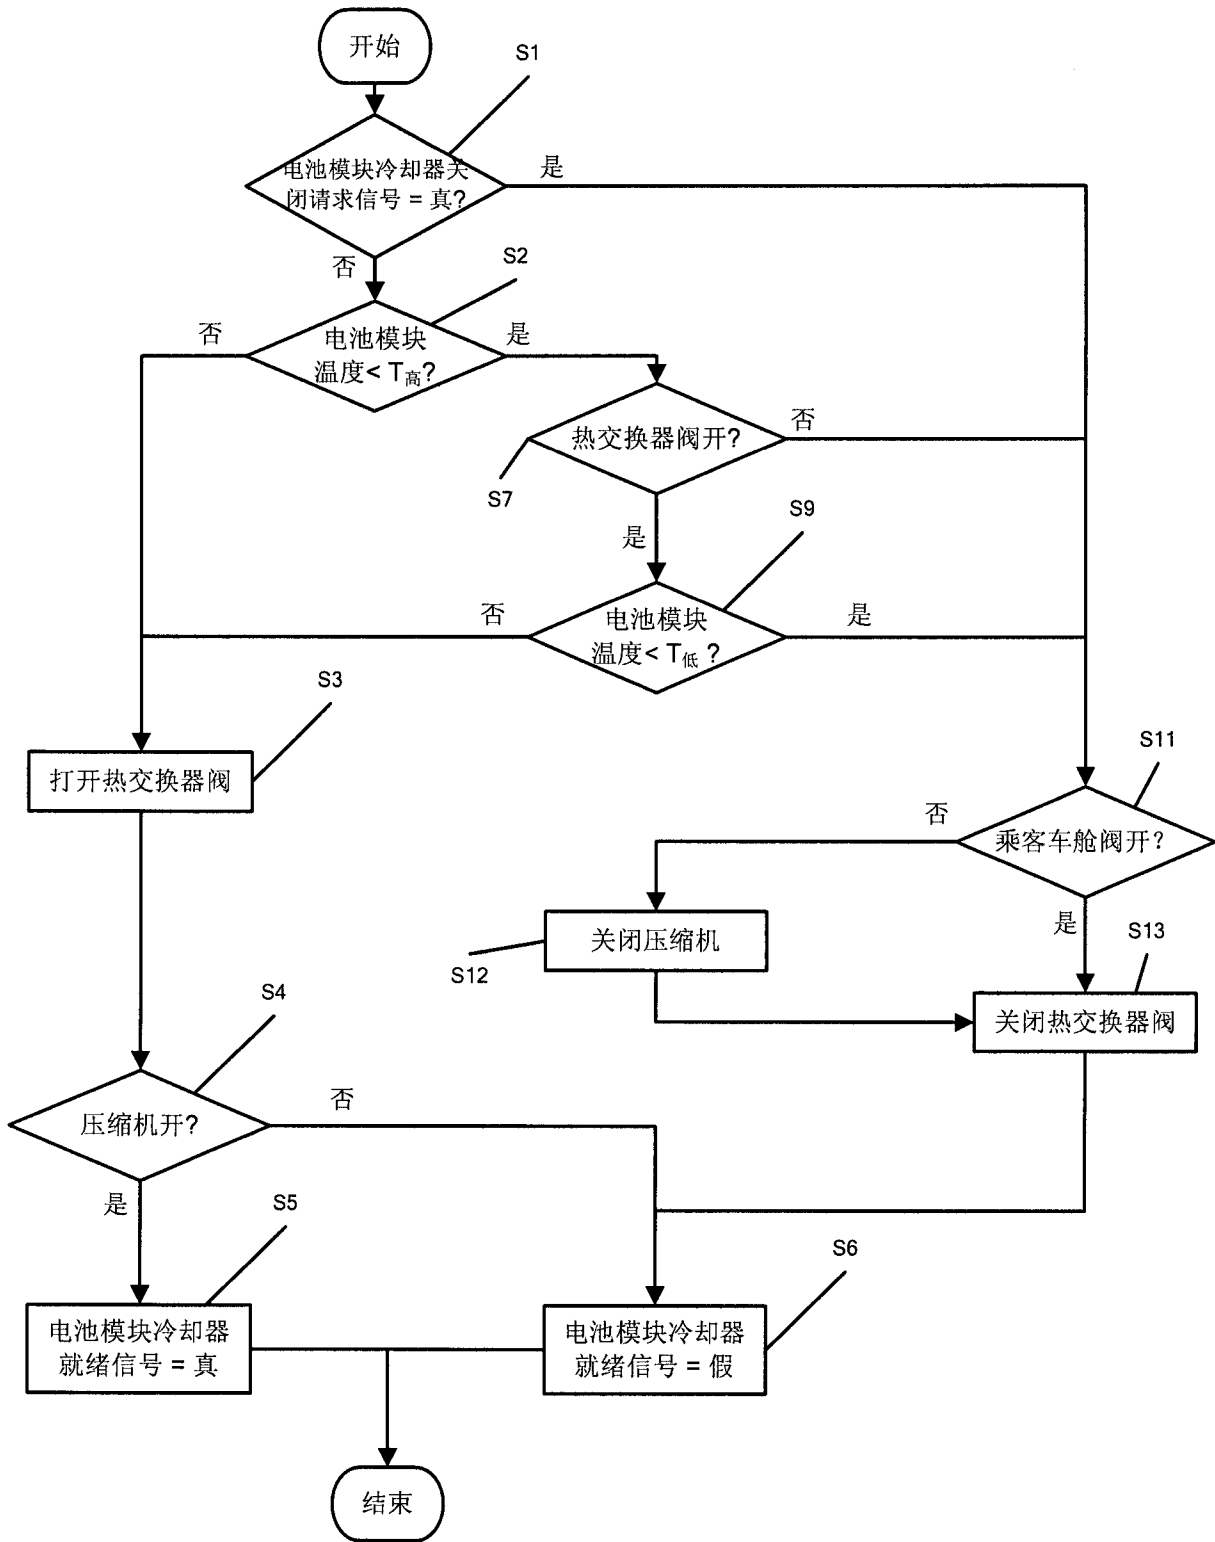 开始
S1
电池模块冷却器关
闭请求信号 = 真?
是
否
S2
电池模块
温度< T高?
否
是
热交换器阀开?
否
S7
是
S9
电池模块
温度< T低 ?
否
是
S3
打开热交换器阀
S11
乘客车舱阀开?
否
是
关闭压缩机
S12
S13
关闭热交换器阀
S4
压缩机开?
否
是
S5
电池模块冷却器
就绪信号 = 真
S6
电池模块冷却器
就绪信号 = 假
结束